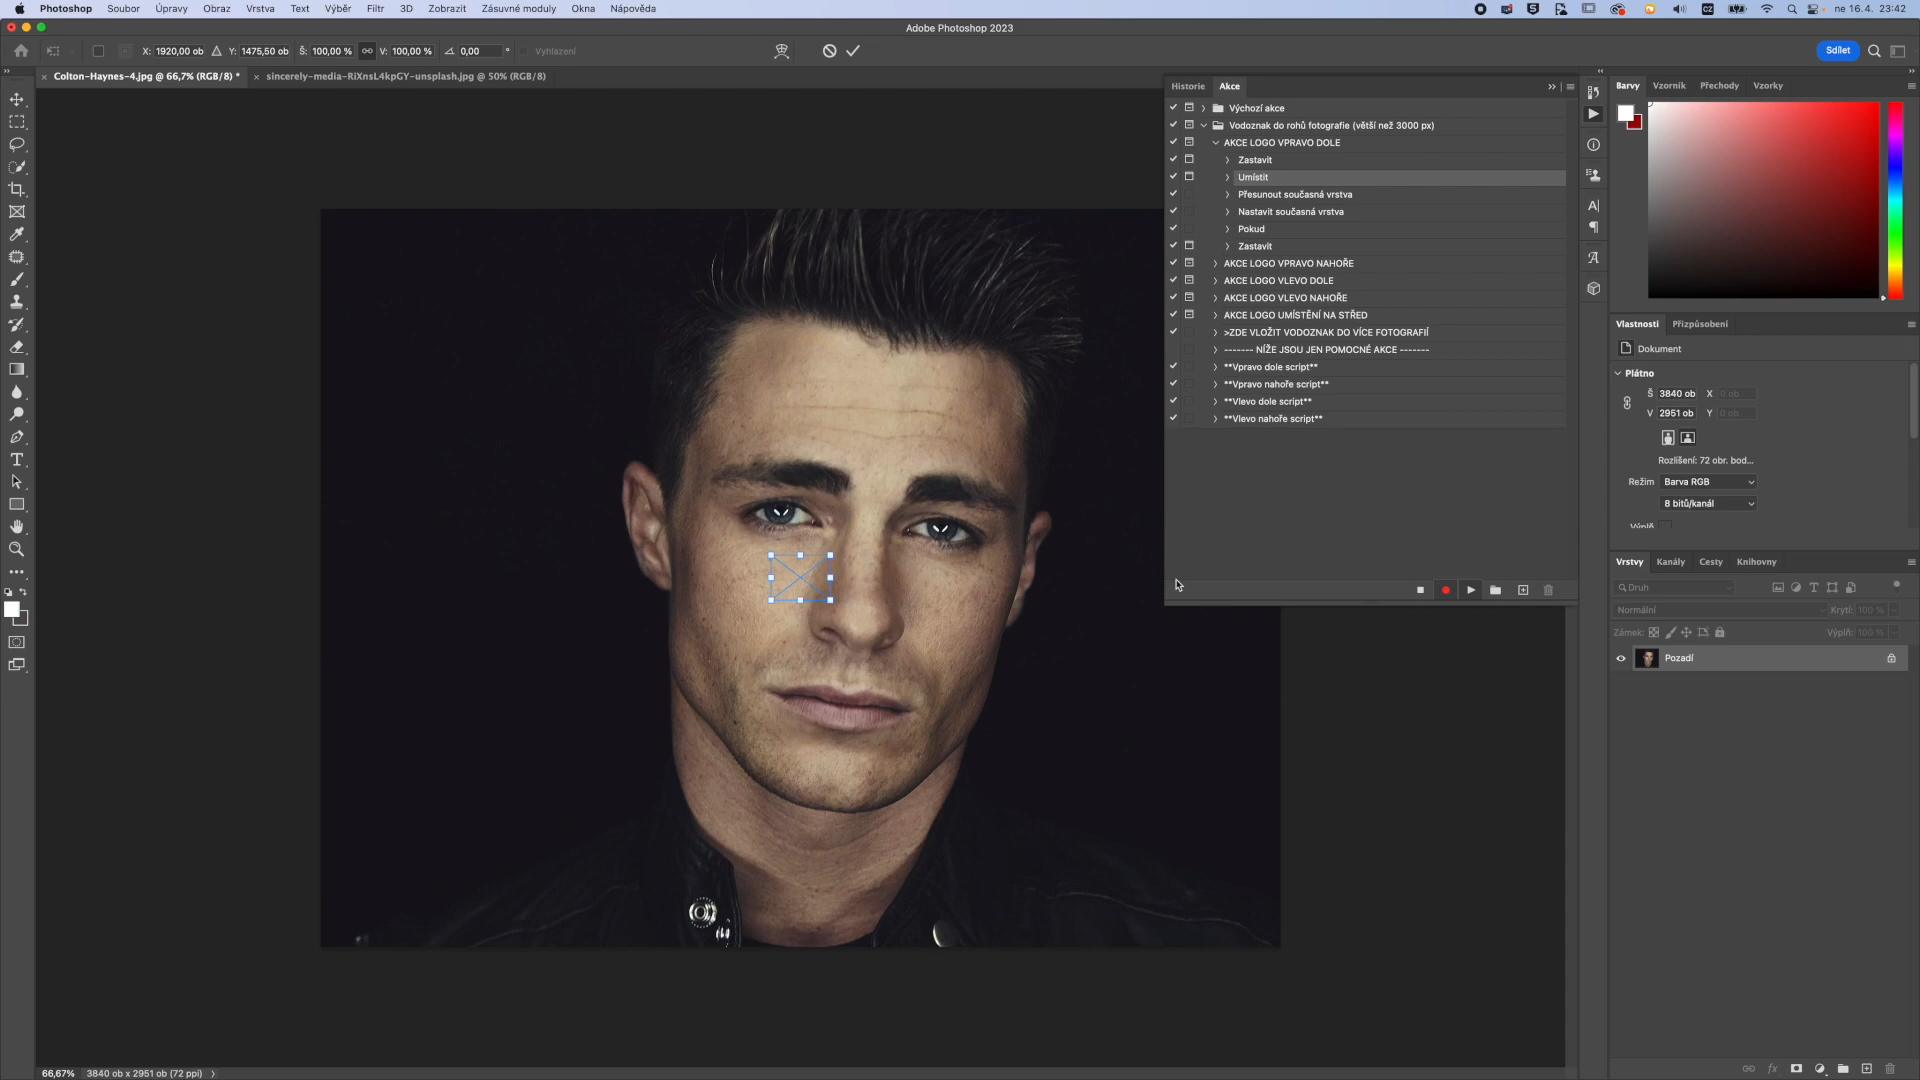 Photoshop Soubor Úpravy Obraz Vrstva Text Výběr Filtr 3D Zobrazit Zásuvné moduly Okna Nápověda
CZ ne 16.4. 23:42
Adobe Photoshop 2023
X: 1920,00 ob Y: 1475,50 ob Š: 100,00 % V: 100,00 % 0,00 ° Vyhlazení
Sdílet
Colton-Haynes-4.jpg @ 66,7% (RGB/8) *
sincerely-media-RiXnsL4kpGY-unsplash.jpg @ 50% (RGB/8)
Historie Akce
Výchozí akce
Vodoznak do rohů fotografie (větší než 3000 px)
AKCE LOGO VPRAVO DOLE
Zastavit
Umístit
Přesunout současná vrstva
Nastavit současná vrstva
Pokud
Zastavit
AKCE LOGO VPRAVO NAHOŘE
AKCE LOGO VLEVO DOLE
AKCE LOGO VLEVO NAHOŘE
AKCE LOGO UMÍSTĚNÍ NA STŘED
>ZDE VLOŽIT VODOZNAK DO VÍCE FOTOGRAFIÍ
------- NÍŽE JSOU JEN POMOCNÉ AKCE -------
**Vpravo dole script**
**Vpravo nahoře script**
**Vlevo dole script**
**Vlevo nahoře script**
Barvy Vzorník Přechody Vzorky
Vlastnosti Přizpůsobení
Dokument
Plátno
Š 3840 ob X 0 ob
V 2951 ob Y 0 ob
Rozlišení: 72 obr. bod...
Režim Barva RGB
8 bitů/kanál
Výplň
Vrstvy Kanály Cesty Knihovny
Druh
Normální Krytí: 100 %
Zámek: Výplň: 100 %
Pozadí
66,67% 3840 ob x 2951 ob (72 ppi)